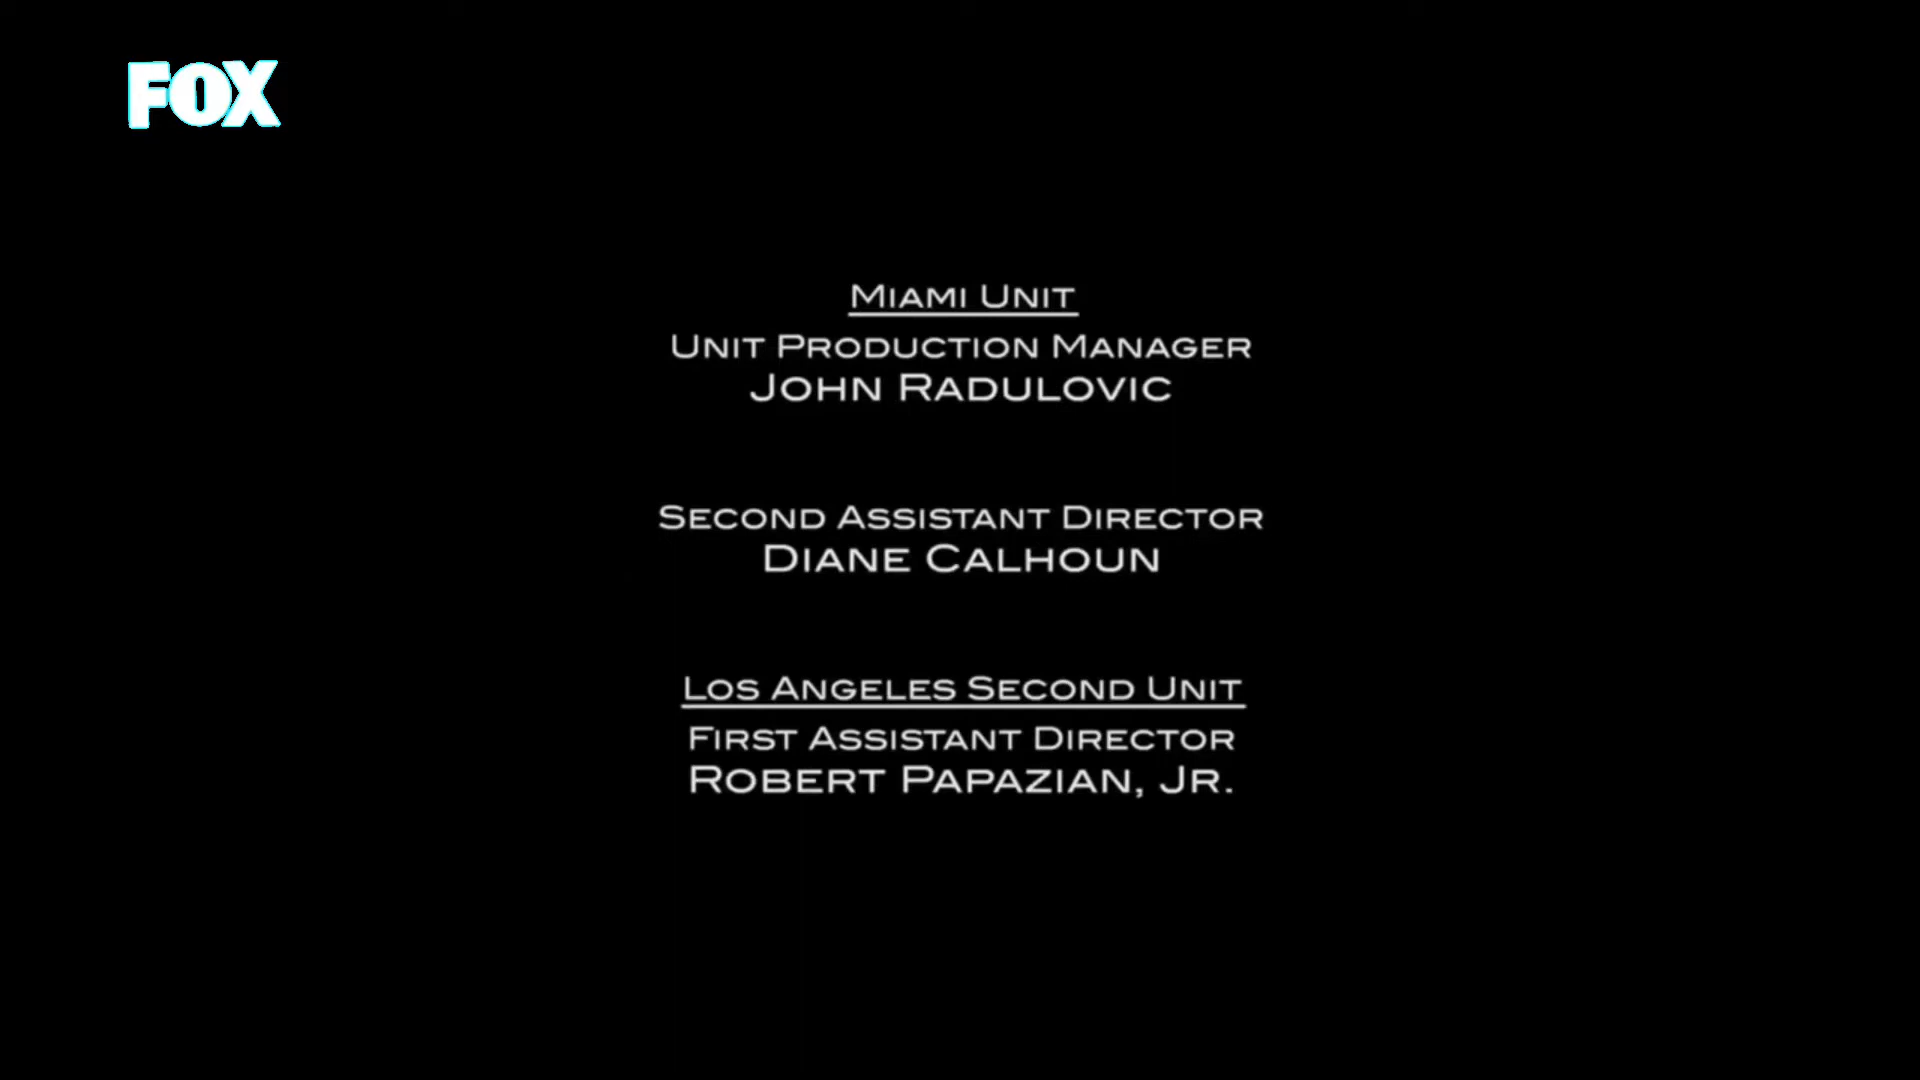 FOX
Miami Unit
Unit Production Manager
John Radulovic
Second Assistant Director
Diane Calhoun
Los Angeles Second Unit
First Assistant Director
Robert Papazian, Jr.